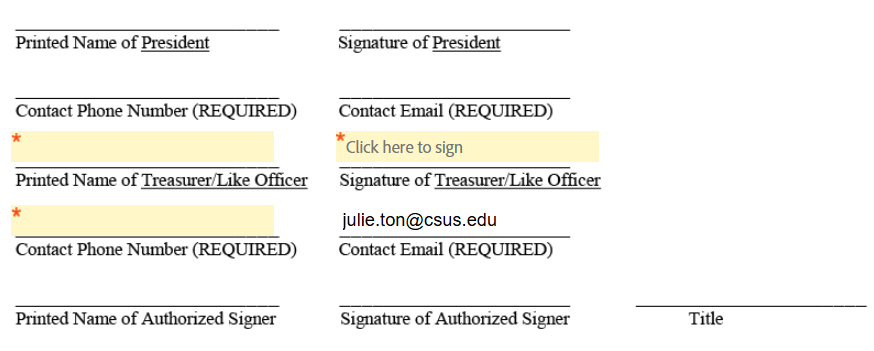 Printed Name of President Signature of President
Contact Phone Number (REQUIRED) Contact Email (REQUIRED)
* * Click here to sign
Printed Name of Treasurer/Like Officer Signature of Treasurer/Like Officer
* julie.ton@csus.edu
Contact Phone Number (REQUIRED) Contact Email (REQUIRED)
Printed Name of Authorized Signer Signature of Authorized Signer Title